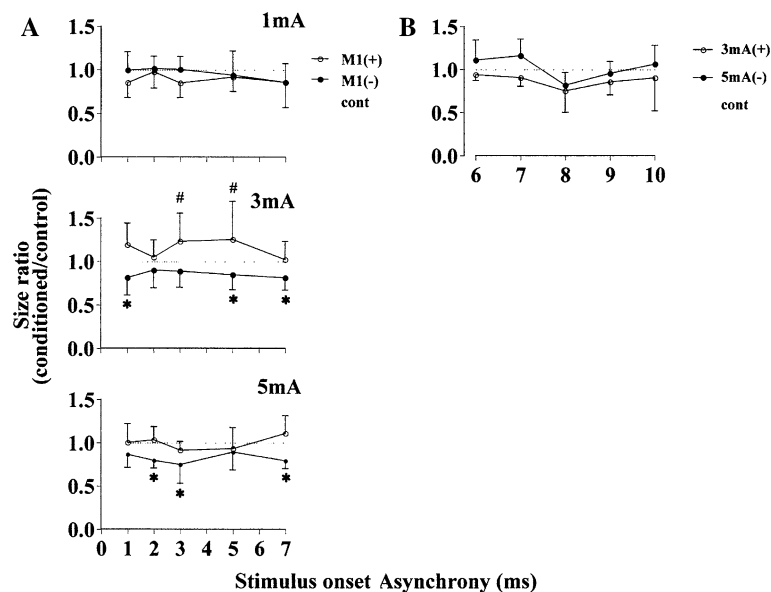 A
1mA
1.5
1.0
0.5
0.0
M1(+)
M1(-)
cont
B
1.5
1.0
0.5
0.0
6 7 8 9 10
3mA(+)
5mA(-)
cont
Size ratio
(conditioned/control)
3mA
1.5
1.0
0.5
0.0
# #
* * *
5mA
1.5
1.0
0.5
0.0
* * *
0 1 2 3 4 5 6 7
Stimulus onset Asynchrony (ms)